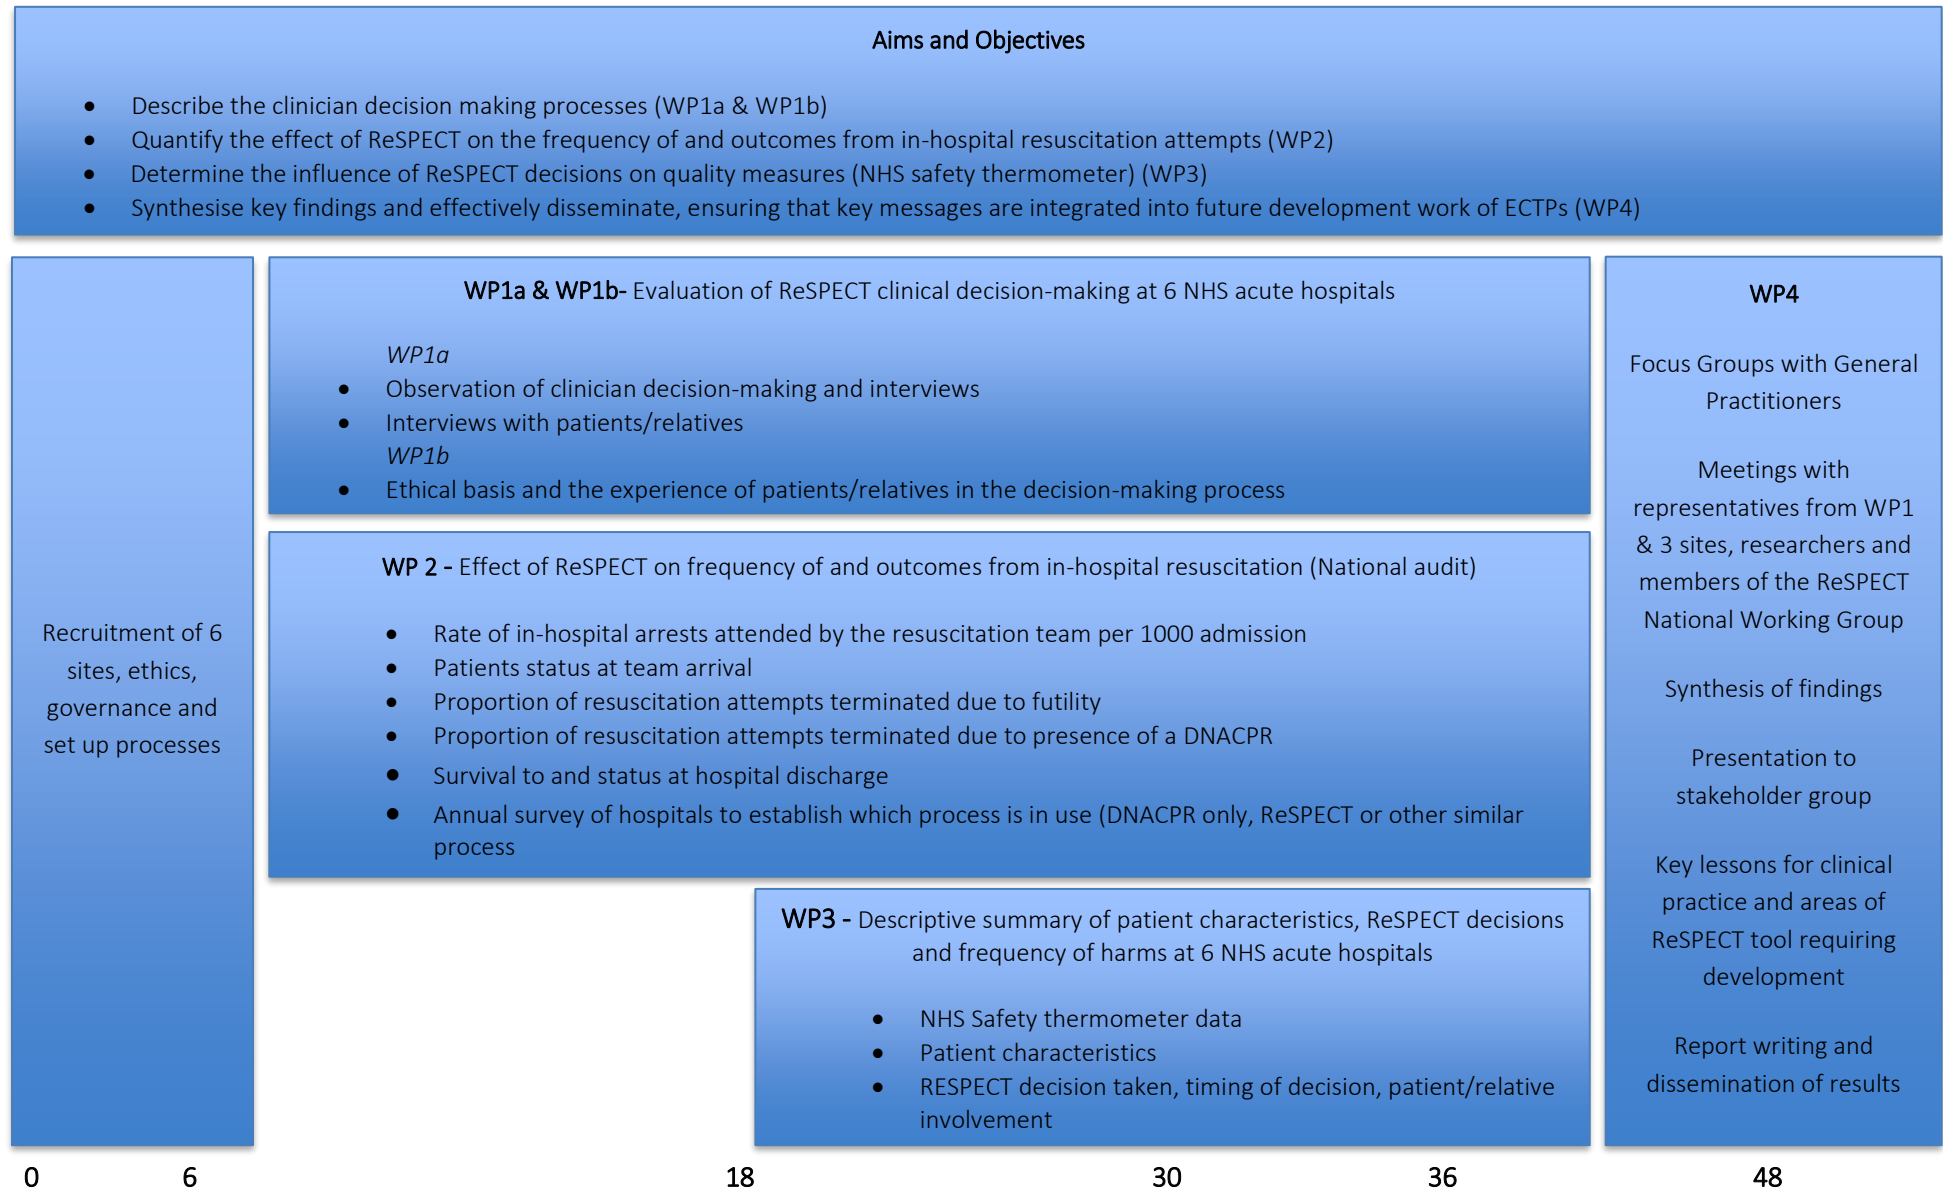 Aims and Objectives
• Describe the clinician decision making processes (WP1a & WP1b)
• Quantify the effect of ReSPECT on the frequency of and outcomes from in-hospital resuscitation attempts (WP2)
• Determine the influence of ReSPECT decisions on quality measures (NHS safety thermometer) (WP3)
• Synthesise key findings and effectively disseminate, ensuring that key messages are integrated into future development work of ECTPs (WP4)
Recruitment of 6
sites, ethics,
governance and
set up processes
WP1a & WP1b- Evaluation of ReSPECT clinical decision-making at 6 NHS acute hospitals
WP1a
• Observation of clinician decision-making and interviews
• Interviews with patients/relatives
WP1b
• Ethical basis and the experience of patients/relatives in the decision-making process
WP 2 - Effect of ReSPECT on frequency of and outcomes from in-hospital resuscitation (National audit)
• Rate of in-hospital arrests attended by the resuscitation team per 1000 admission
• Patients status at team arrival
• Proportion of resuscitation attempts terminated due to futility
• Proportion of resuscitation attempts terminated due to presence of a DNACPR
• Survival to and status at hospital discharge
• Annual survey of hospitals to establish which process is in use (DNACPR only, ReSPECT or other similar
process
WP3 - Descriptive summary of patient characteristics, ReSPECT decisions
and frequency of harms at 6 NHS acute hospitals
• NHS Safety thermometer data
• Patient characteristics
• RESPECT decision taken, timing of decision, patient/relative
involvement
WP4
Focus Groups with General
Practitioners
Meetings with
representatives from WP1
& 3 sites, researchers and
members of the ReSPECT
National Working Group
Synthesis of findings
Presentation to
stakeholder group
Key lessons for clinical
practice and areas of
ReSPECT tool requiring
development
Report writing and
dissemination of results
0 6 18 30 36 48